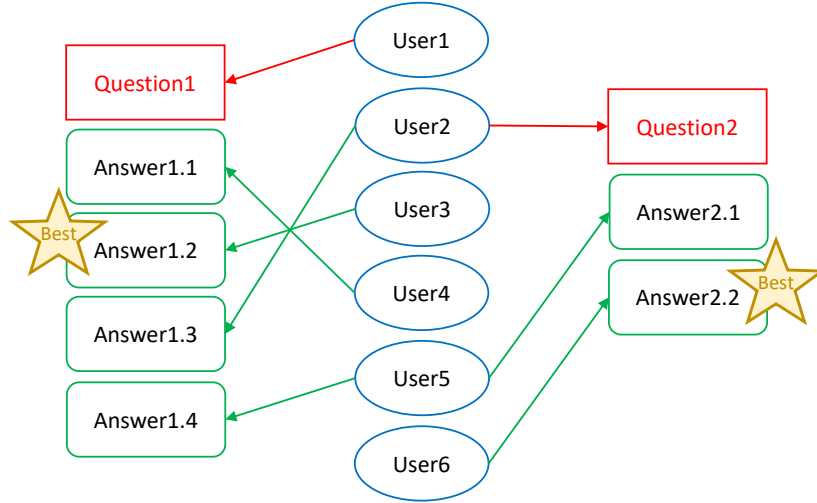 User1
Question1
User2
Question2
Answer1.1
User3
Answer2.1
Best
Answer1.2
User4
Answer2.2
Best
Answer1.3
User5
Answer1.4
User6